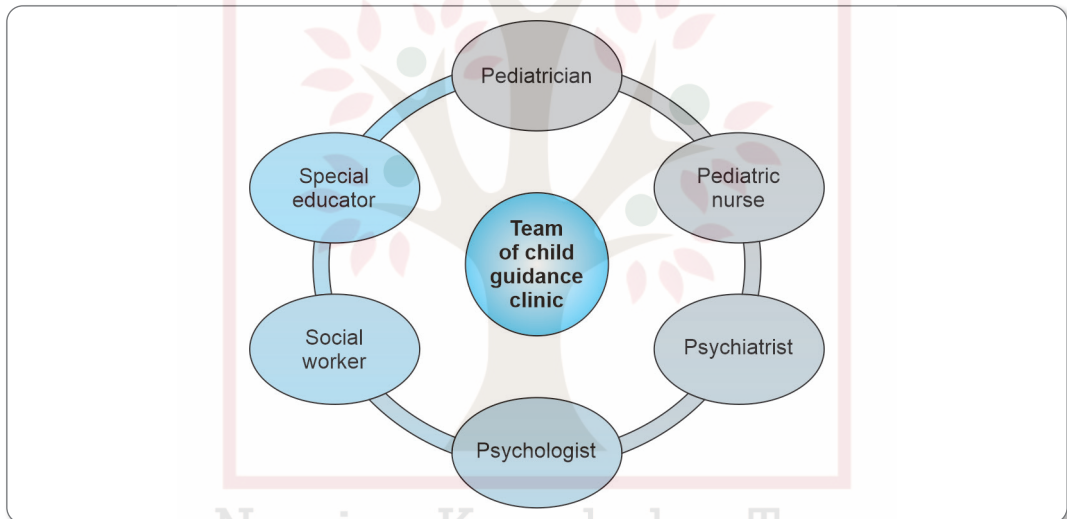 Pediatrician
Pediatric
nurse
Psychiatrist
Psychologist
Social
worker
Special
educator
Team
of child
guidance
clinic